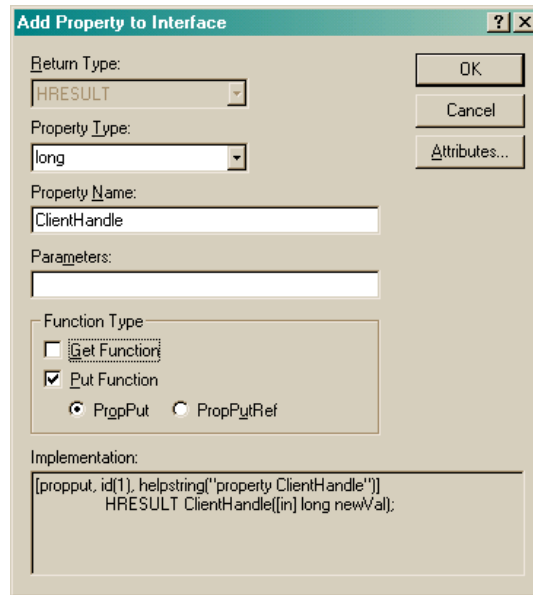 Add Property to Interface
Return Type:
HRESULT
OK
Cancel
Property Type:
long
Attributes...
Property Name:
ClientHandle
Parameters:
Function Type
Get Function
Put Function
PropPut PropPutRef
Implementation:
[propput, id(1), helpstring("property ClientHandle")]
HRESULT ClientHandle([in] long newVal);